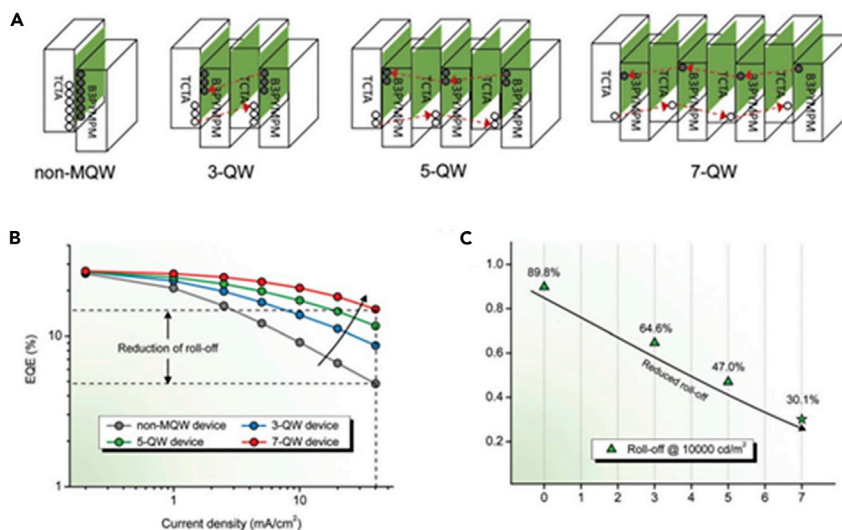 A
TCTA
B3PYMPM
TCTA
B3PYMPM
TCTA
B3PYMPM
TCTA
B3PYMPM
TCTA
B3PYMPM
TCTA
B3PYMPM
TCTA
B3PYMPM
TCTA
B3PYMPM
TCTA
B3PYMPM
TCTA
B3PYMPM
non-MQW
3-QW
5-QW
7-QW
B
EQE (%)
10
1
Reduction of roll-off
non-MQW device
3-QW device
5-QW device
7-QW device
1
10
Current density (mA/cm²)
C
1.0
0.8
0.6
0.4
0.2
89.8%
64.6%
47.0%
30.1%
Reduced roll-off
Roll-off @ 10000 cd/m²
0
1
2
3
4
5
6
7